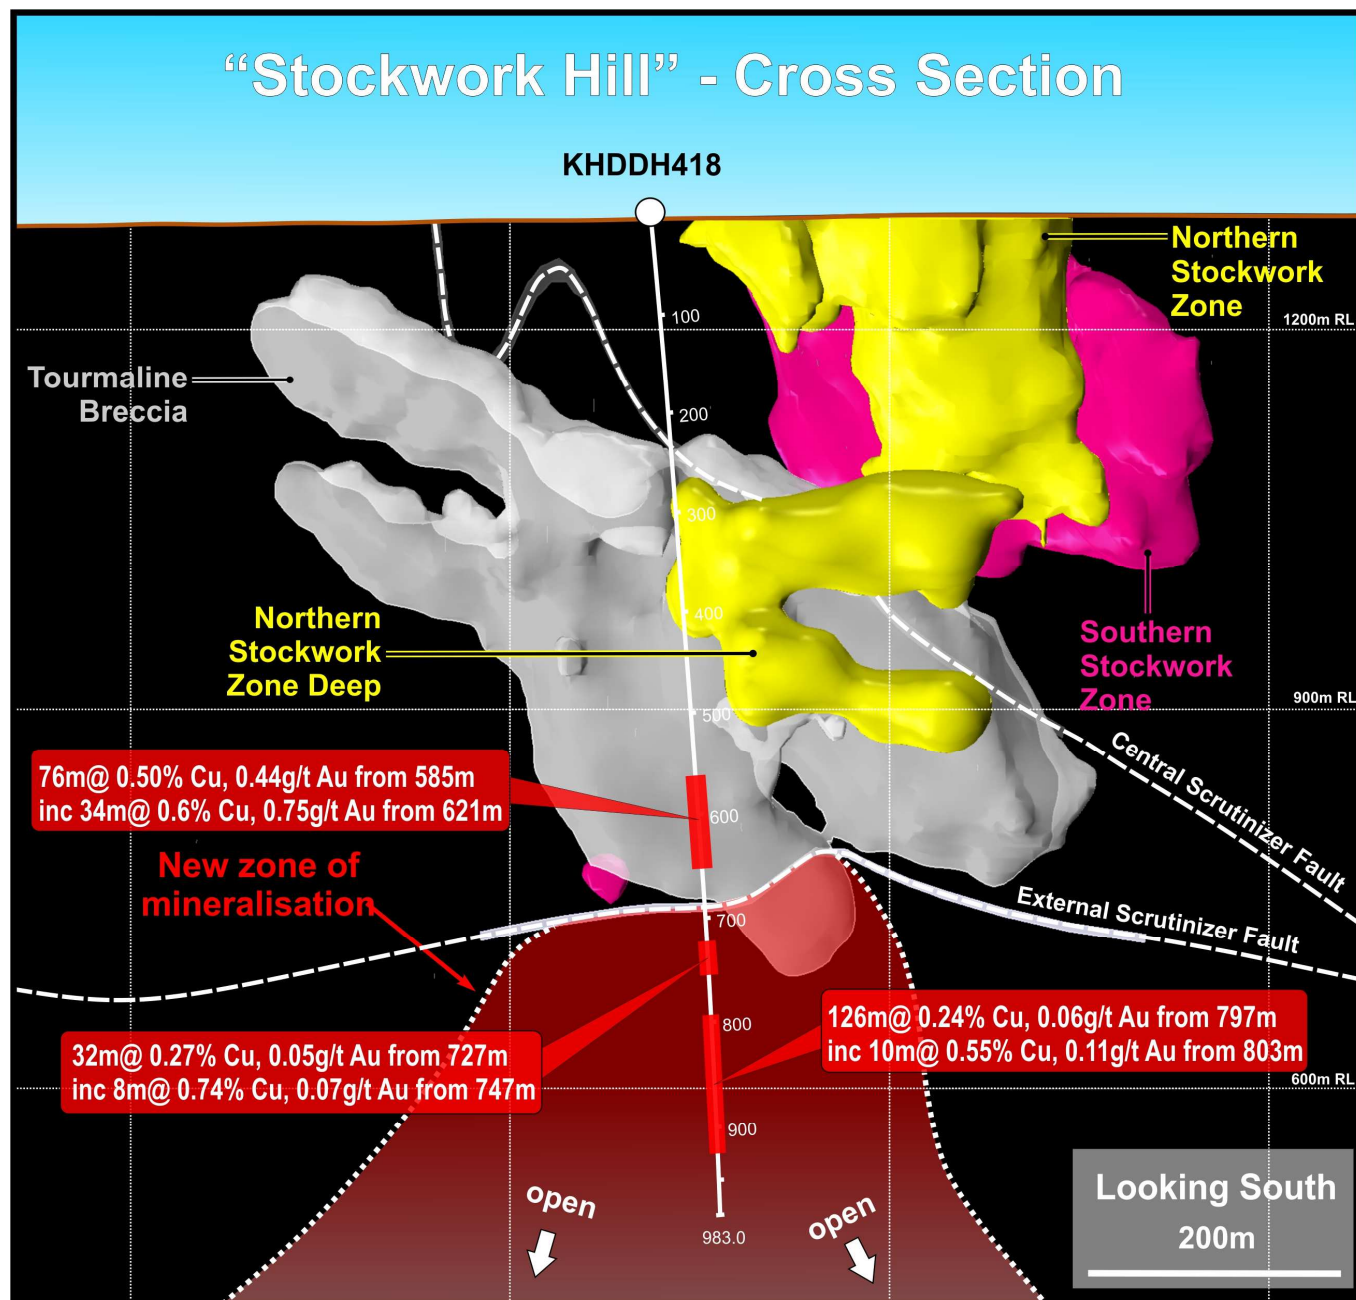 “Stockwork Hill” - Cross Section
KHDDH418
Northern
Stockwork
Zone
100
1200m RL
Tourmaline
Breccia
200
300
400
Northern
Stockwork
Zone Deep
Southern
Stockwork
Zone
500
900m RL
Central Scrutinizer Fault
76m@ 0.50% Cu, 0.44g/t Au from 585m
inc 34m@ 0.6% Cu, 0.75g/t Au from 621m
600
New zone of
mineralisation
External Scrutinizer Fault
700
800
126m@ 0.24% Cu, 0.06g/t Au from 797m
inc 10m@ 0.55% Cu, 0.11g/t Au from 803m
32m@ 0.27% Cu, 0.05g/t Au from 727m
inc 8m@ 0.74% Cu, 0.07g/t Au from 747m
600m RL
900
open
open
983.0
Looking South
200m